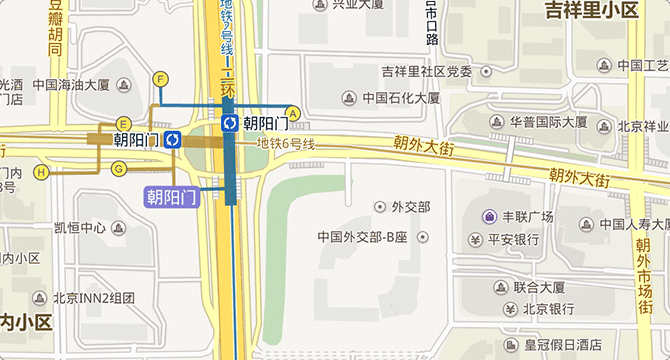 豆瓣胡同
地铁2号线
兴业大厦
吉市口路
吉祥里小区
中国海油大厦
F
二环
吉祥里社区党委
中国工艺
光酒店
中国石化大厦
A
朝阳门
E
华普国际大厦
北京祥业
朝阳门
地铁6号线
朝外大街
朝外大街
H
G
门内
8号
朝阳门
外交部
丰联广场
凯恒中心
中国外交部-B座
平安银行
中国人寿大厦
朝外市场街
内小区
联合大厦
北京INN2组团
北京银行
内小区
皇冠假日酒店